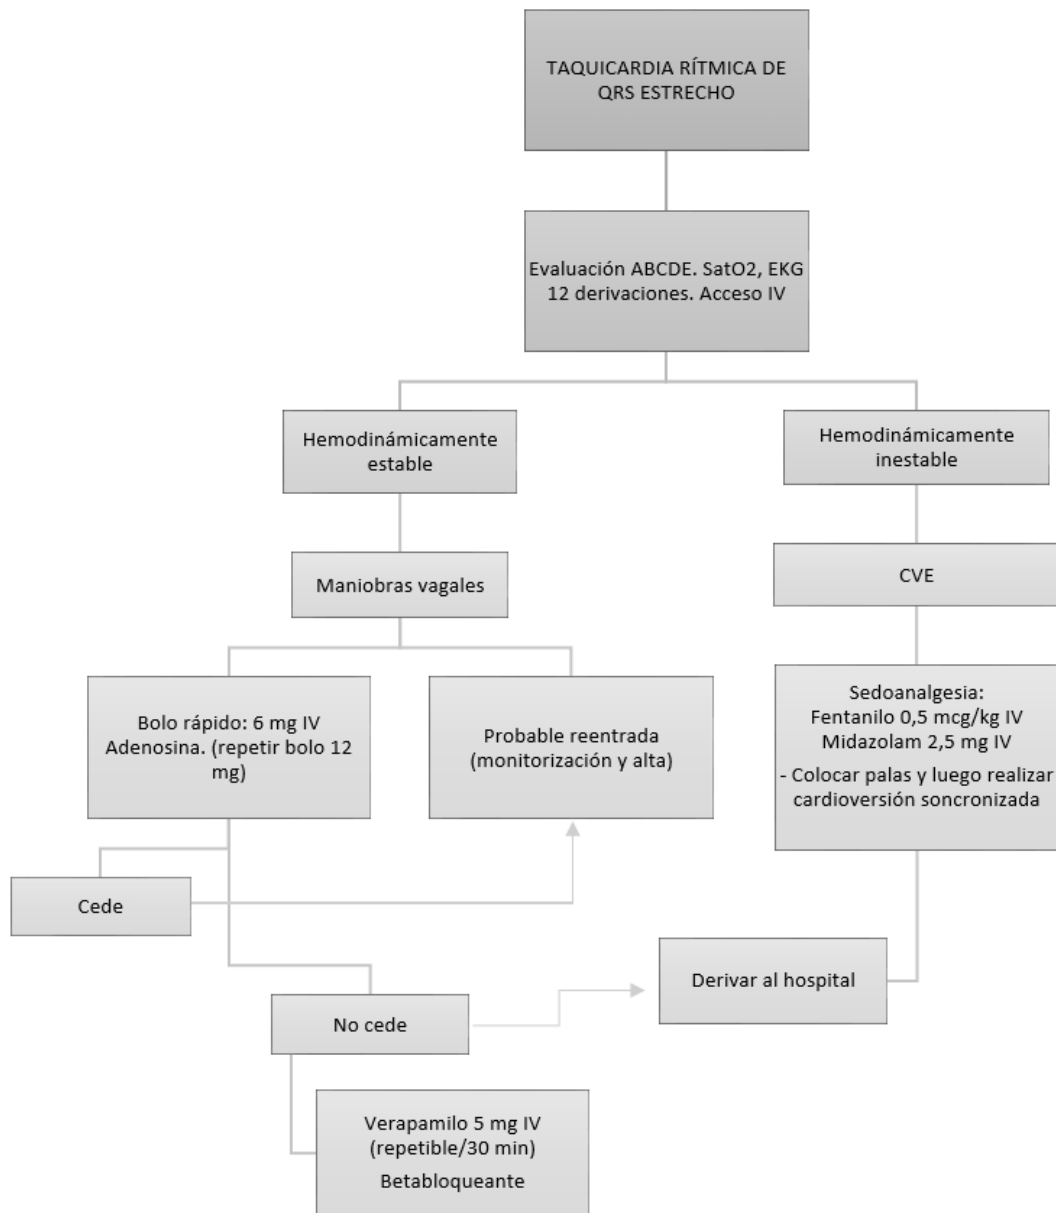 TAQUICARDIA RÍTMICA DE
QRS ESTRECHO
Evaluación ABCDE. SatO2, EKG
12 derivaciones. Acceso IV
Hemodinámicamente
estable
Hemodinámicamente
inestable
Maniobras vagales
CVE
Bolo rápido: 6 mg IV
Adenosina. (repetir bolo 12
mg)
Probable reentrada
(monitorización y alta)
Sedoanalgesia:
Fentanilo 0,5 mcg/kg IV
Midazolam 2,5 mg IV
- Colocar palas y luego realizar
cardioversión soncronizada
Cede
Derivar al hospital
No cede
Verapamilo 5 mg IV
(repetible/30 min)
Betabloqueante